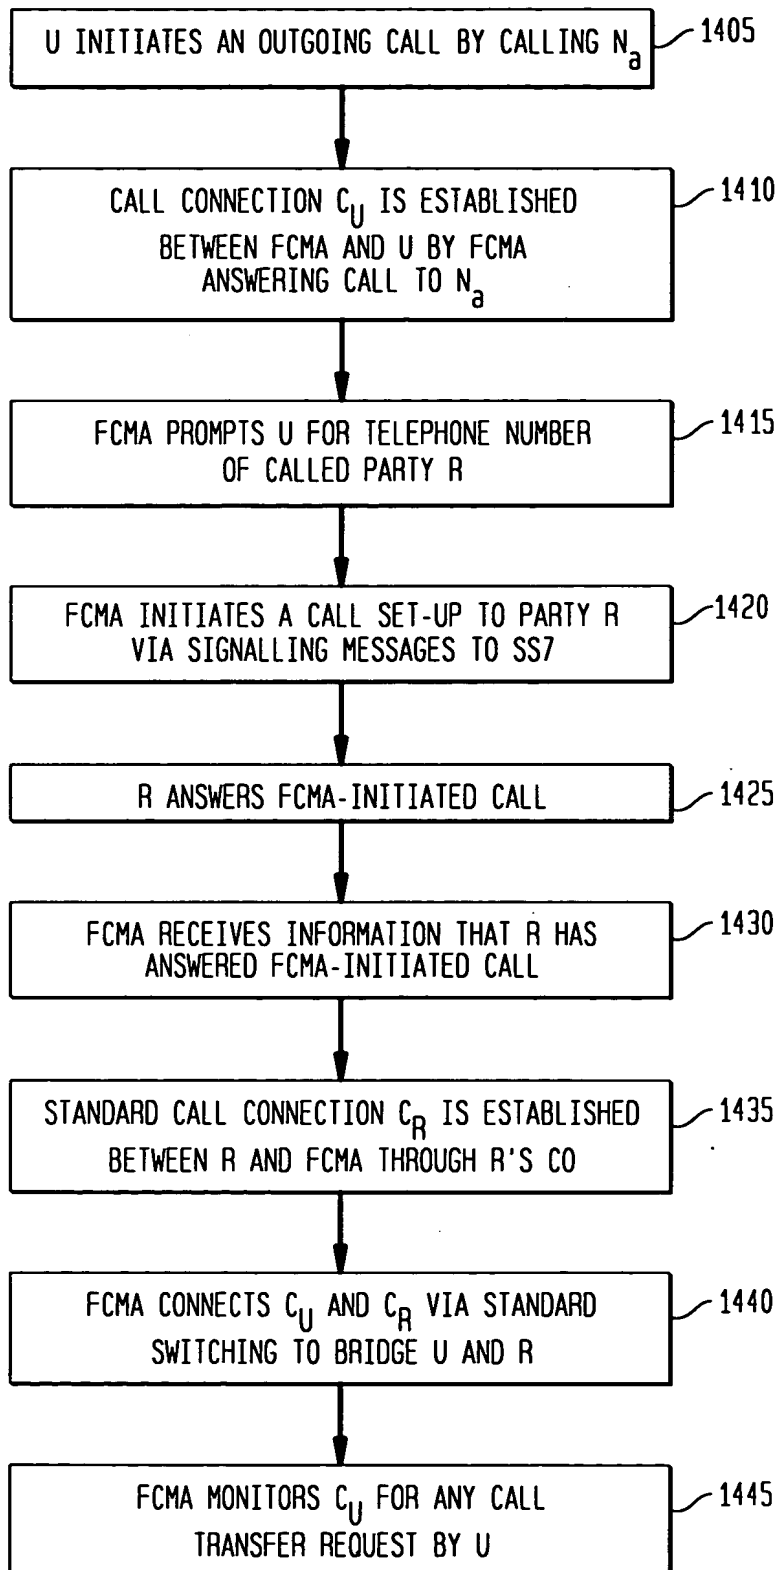 U INITIATES AN OUTGOING CALL BY CALLING Na
1405
CALL CONNECTION CU IS ESTABLISHED
BETWEEN FCMA AND U BY FCMA
ANSWERING CALL TO Na
1410
FCMA PROMPTS U FOR TELEPHONE NUMBER
OF CALLED PARTY R
1415
FCMA INITIATES A CALL SET-UP TO PARTY R
VIA SIGNALLING MESSAGES TO SS7
1420
R ANSWERS FCMA-INITIATED CALL
1425
FCMA RECEIVES INFORMATION THAT R HAS
ANSWERED FCMA-INITIATED CALL
1430
STANDARD CALL CONNECTION CR IS ESTABLISHED
BETWEEN R AND FCMA THROUGH R'S CO
1435
FCMA CONNECTS CU AND CR VIA STANDARD
SWITCHING TO BRIDGE U AND R
1440
FCMA MONITORS CU FOR ANY CALL
TRANSFER REQUEST BY U
1445